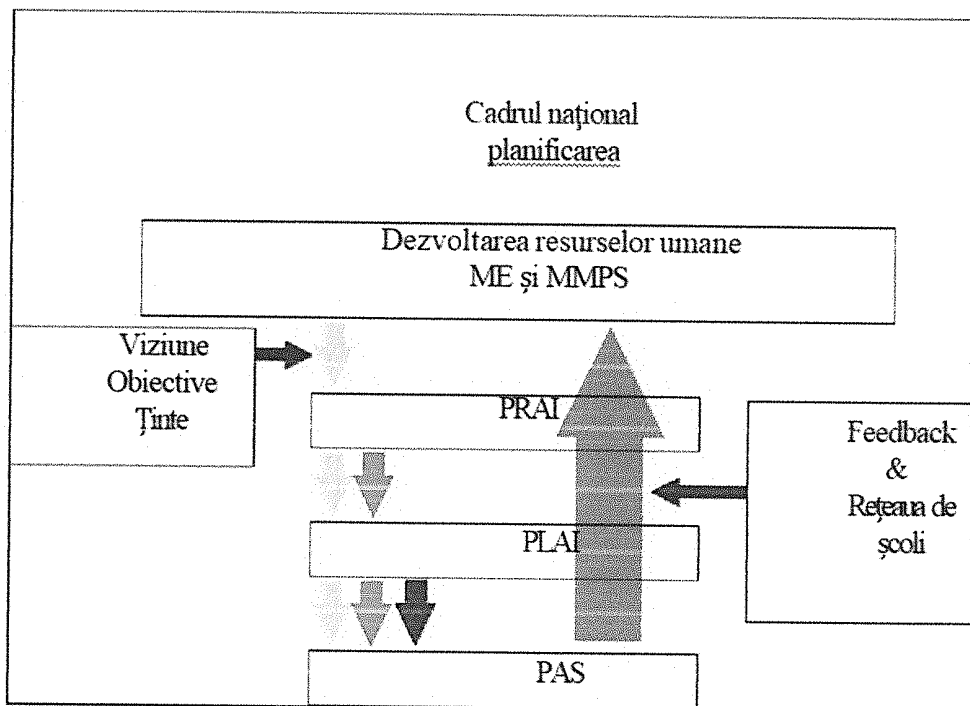 Cadrul național
planificarea
Dezvoltarea resurselor umane
ME și MMPS
Viziune
Obiective
Ținte
PRAI
Feedback
&
Rețeaua de
școli
PLAI
PAS